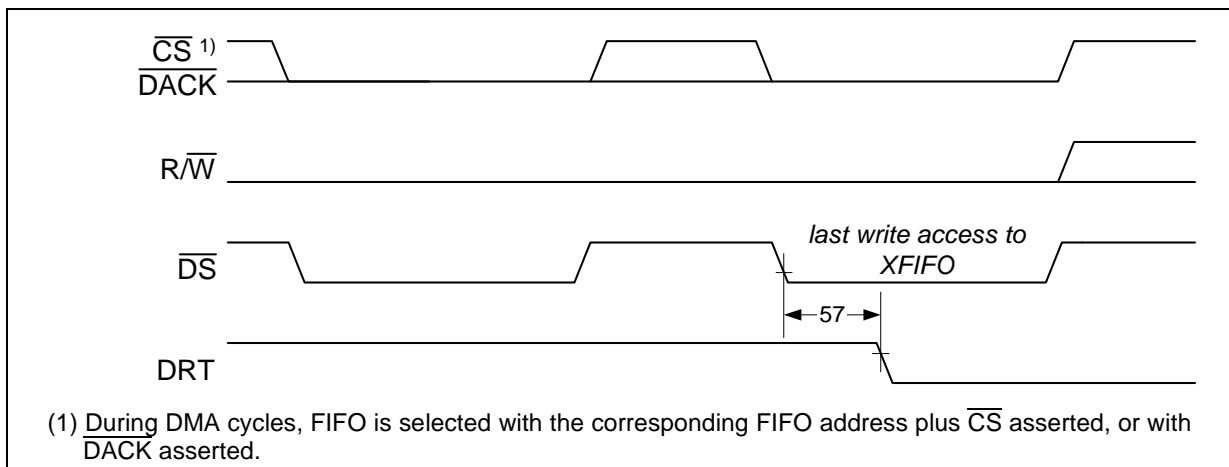 CS 1)
DACK
R/W
DS
last write access to
XFIFO
57
DRT
(1) During DMA cycles, FIFO is selected with the corresponding FIFO address plus CS asserted, or with
DACK asserted.